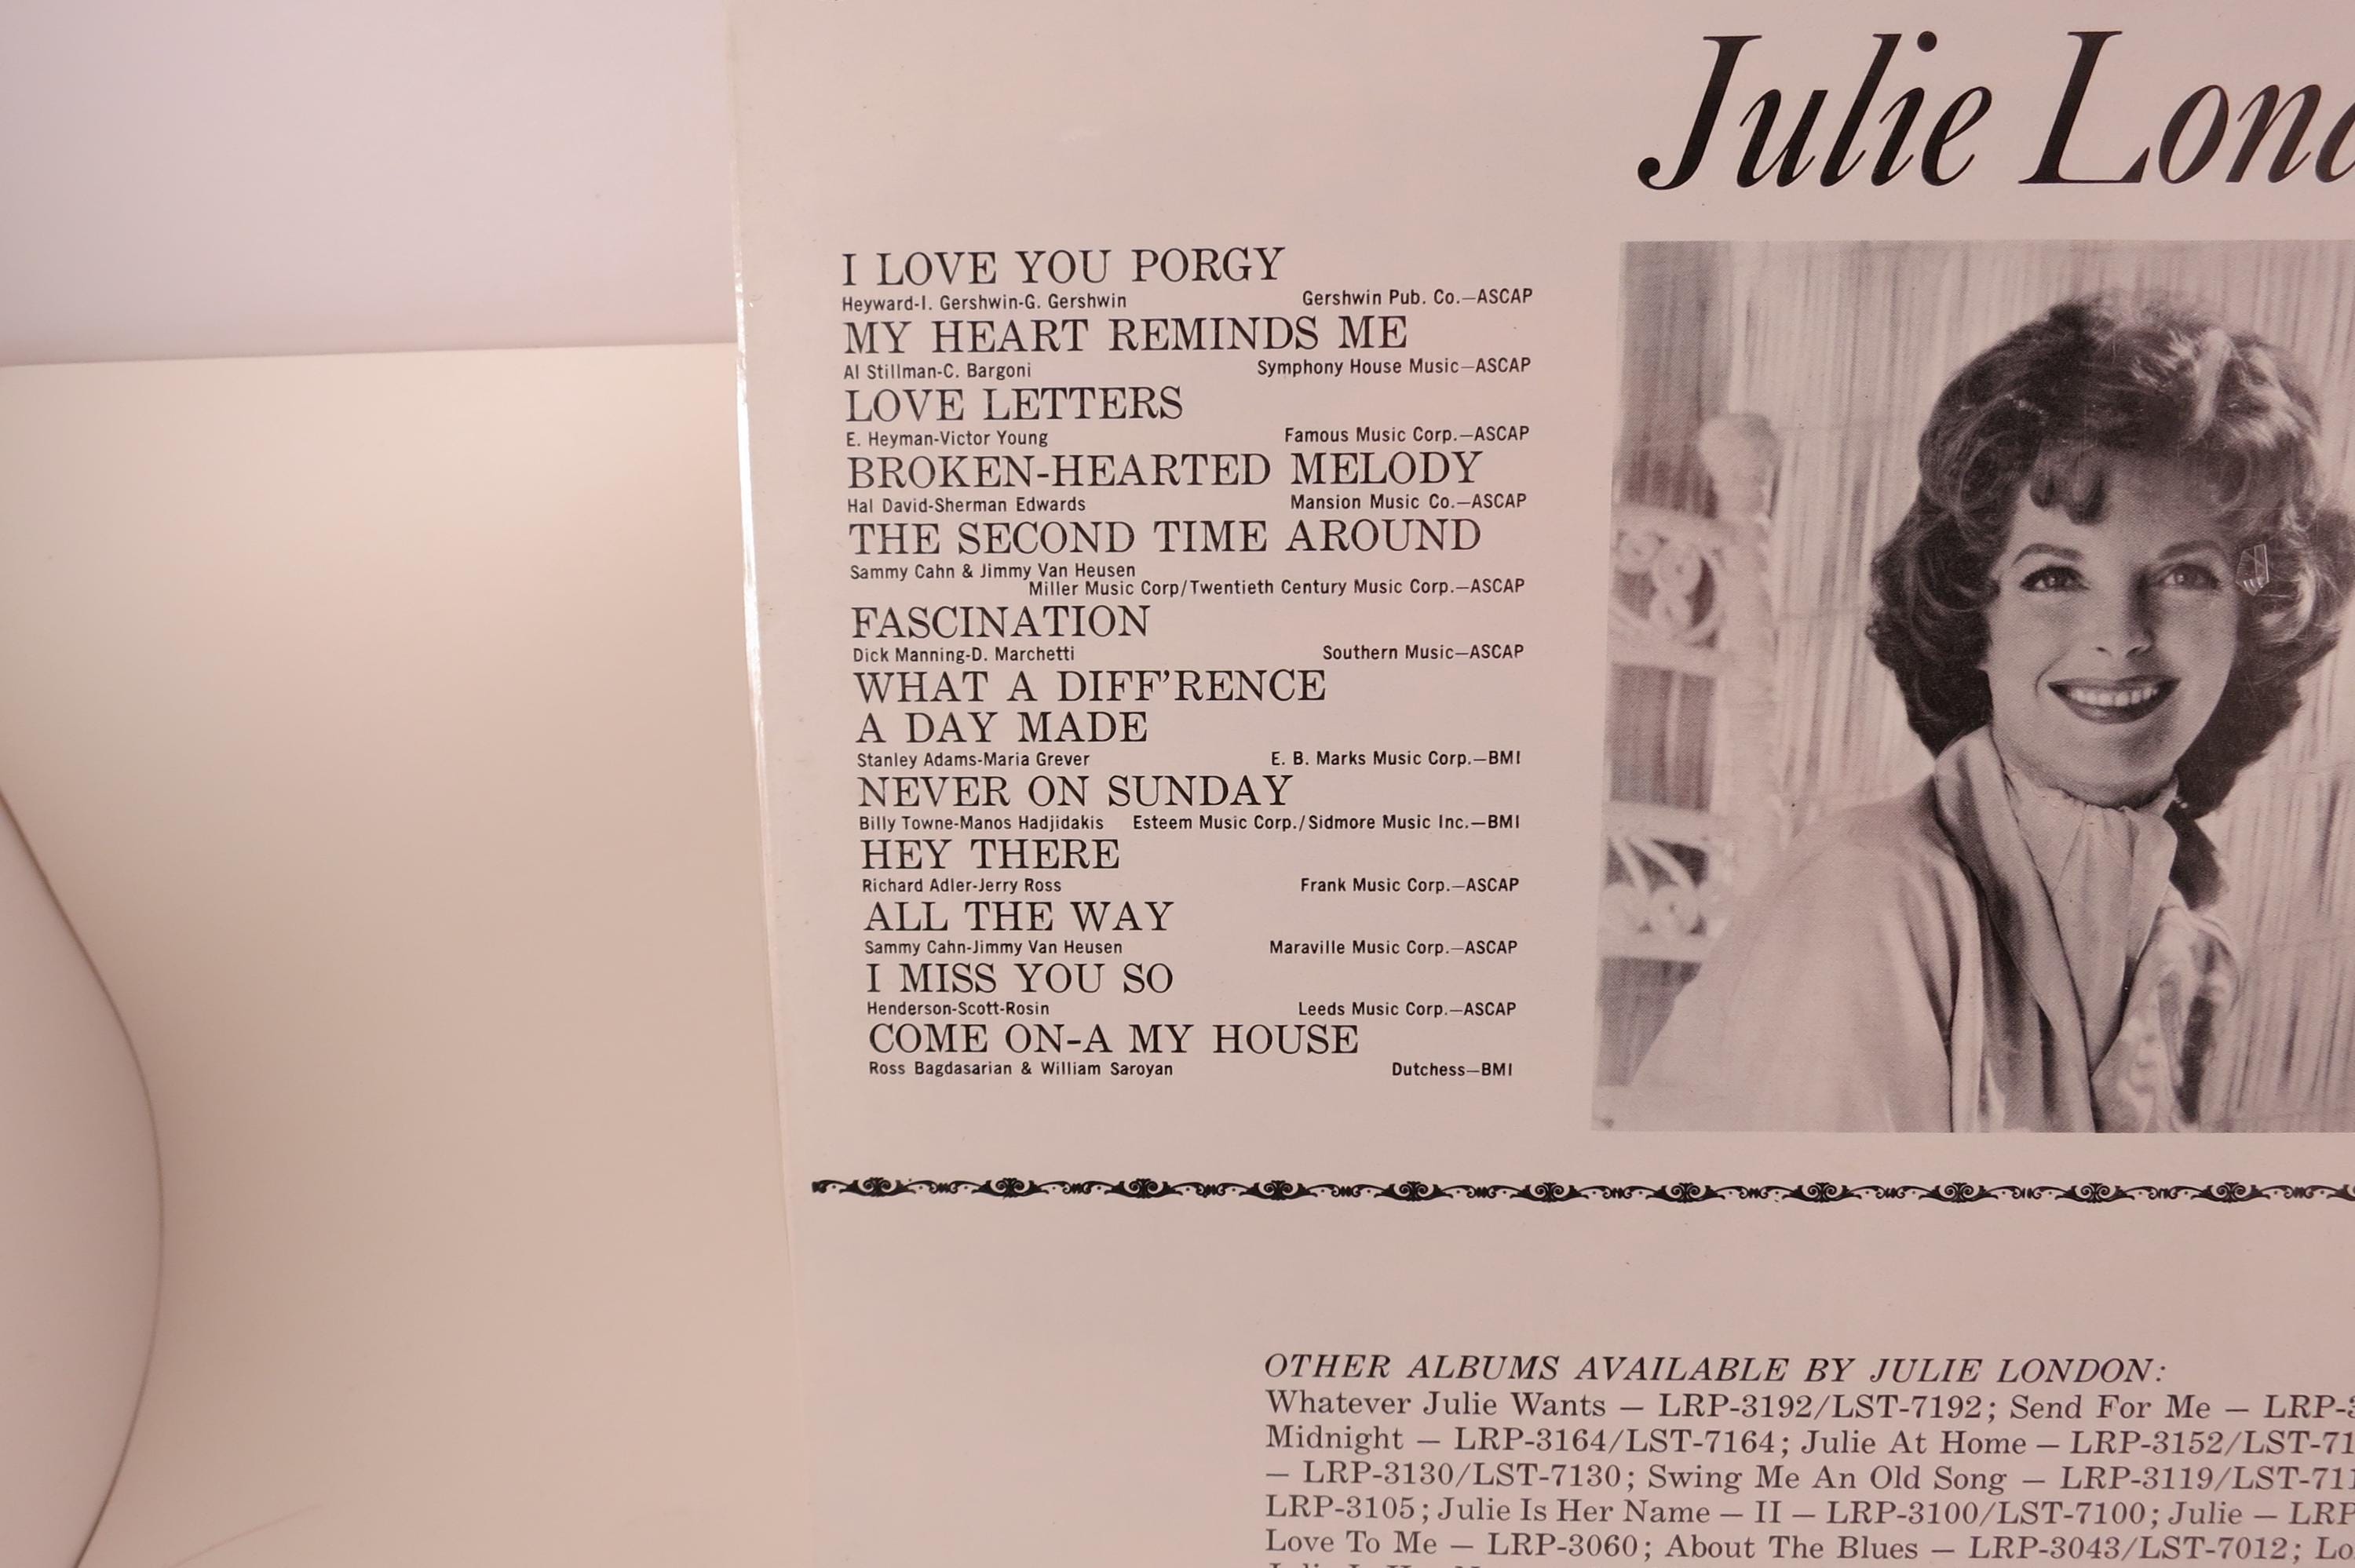 Julie Lon
I LOVE YOU PORGY
Heyward-I. Gershwin-G. Gershwin Gershwin Pub. Co.—ASCAP
MY HEART REMINDS ME
Al Stillman-C. Bargoni Symphony House Music—ASCAP
LOVE LETTERS
E. Heyman-Victor Young Famous Music Corp.—ASCAP
BROKEN-HEARTED MELODY
Hal David-Sherman Edwards Mansion Music Co.—ASCAP
THE SECOND TIME AROUND
Sammy Cahn & Jimmy Van Heusen
Miller Music Corp/Twentieth Century Music Corp.—ASCAP
FASCINATION
Dick Manning-D. Marchetti Southern Music—ASCAP
WHAT A DIFF'RENCE
A DAY MADE
Stanley Adams-Maria Grever E. B. Marks Music Corp.—BMI
NEVER ON SUNDAY
Billy Towne-Manos Hadjidakis Esteem Music Corp./Sidmore Music Inc.—BMI
HEY THERE
Richard Adler-Jerry Ross Frank Music Corp.—ASCAP
ALL THE WAY
Sammy Cahn-Jimmy Van Heusen Maraville Music Corp.—ASCAP
I MISS YOU SO
Henderson-Scott-Rosin Leeds Music Corp.—ASCAP
COME ON-A MY HOUSE
Ross Bagdasarian & William Saroyan Dutchess—BMI
OTHER ALBUMS AVAILABLE BY JULIE LONDON:
Whatever Julie Wants — LRP-3192/LST-7192; Send For Me — LRP-
Midnight — LRP-3164/LST-7164; Julie At Home — LRP-3152/LST-71
— LRP-3130/LST-7130; Swing Me An Old Song — LRP-3119/LST-711
LRP-3105; Julie Is Her Name — II — LRP-3100/LST-7100; Julie — LRP
Love To Me — LRP-3060; About The Blues — LRP-3043/LST-7012; Lo